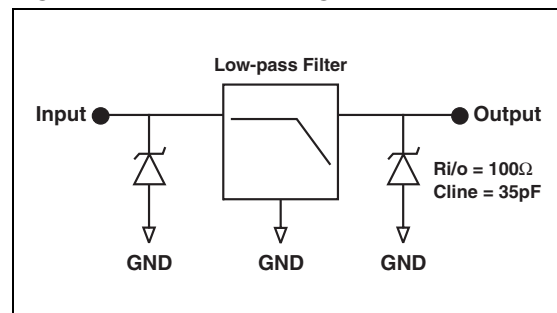 Low-pass Filter
Input
Output
Ri/o = 100Ω
Cline = 35pF
GND
GND
GND